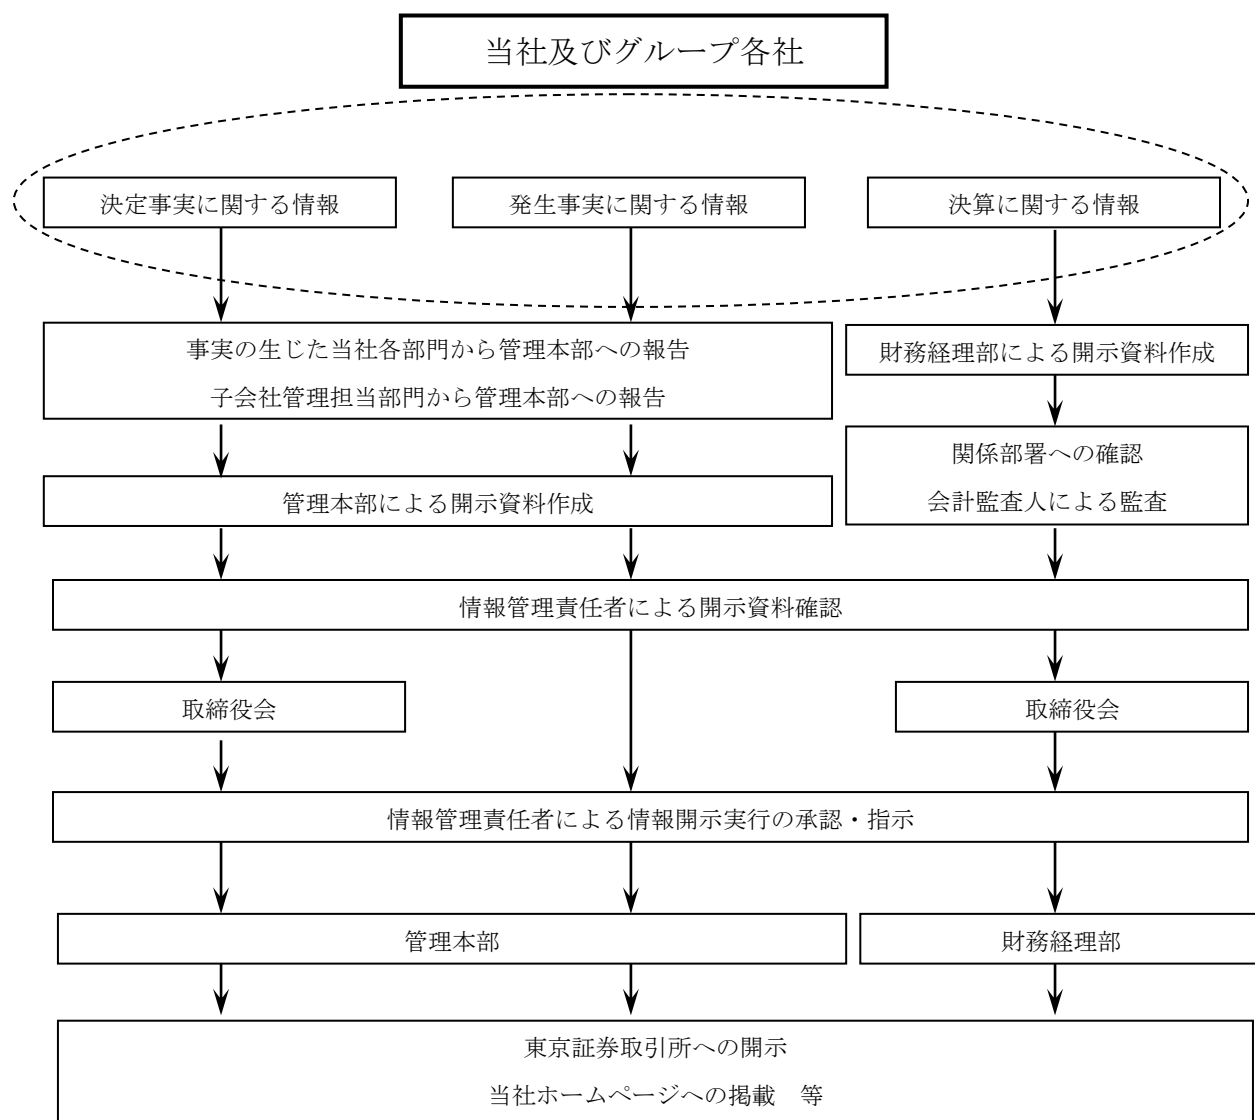 当社及びグループ各社
決定事実に関する情報
発生事実に関する情報
決算に関する情報
事実の生じた当社各部門から管理本部への報告
子会社管理担当部門から管理本部への報告
財務経理部による開示資料作成
関係部署への確認
会計監査人による監査
管理本部による開示資料作成
情報管理責任者による開示資料確認
取締役会
取締役会
情報管理責任者による情報開示実行の承認・指示
管理本部
財務経理部
東京証券取引所への開示
当社ホームページへの掲載　等